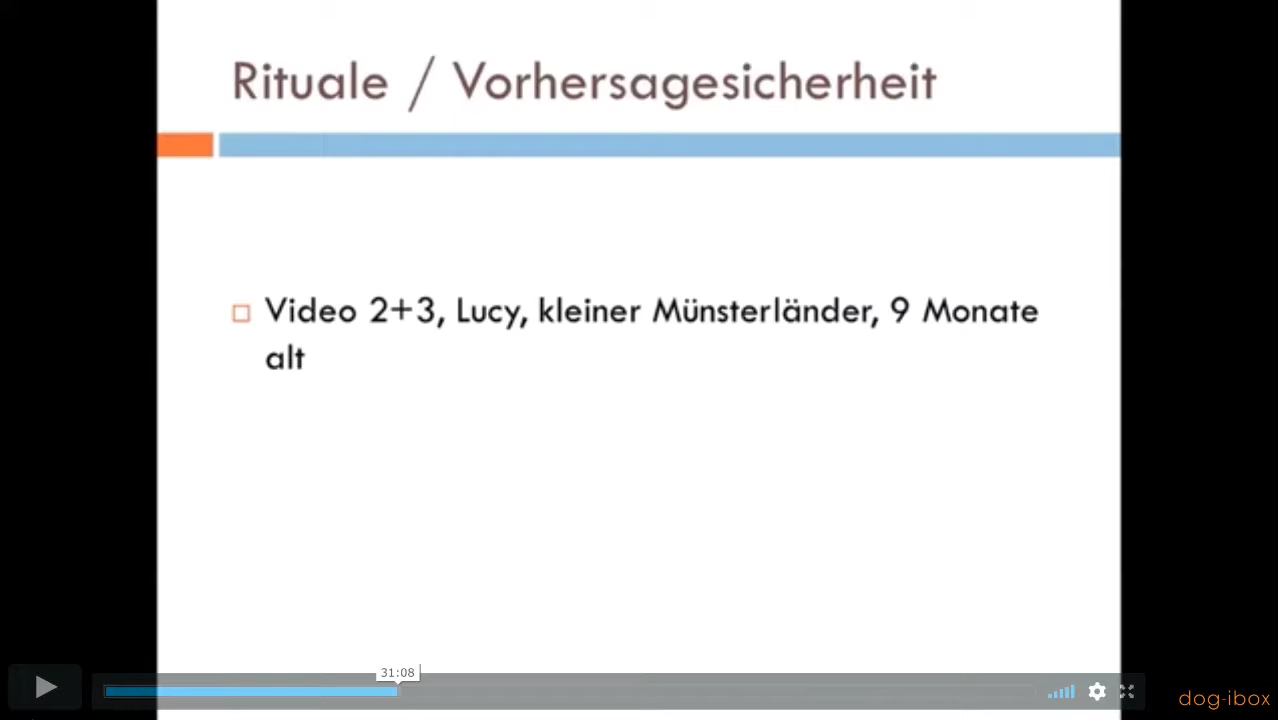 Rituale / Vorhersagesicherheit
Video 2+3, Lucy, kleiner Münsterländer, 9 Monate
alt
31:08
dog-ibox